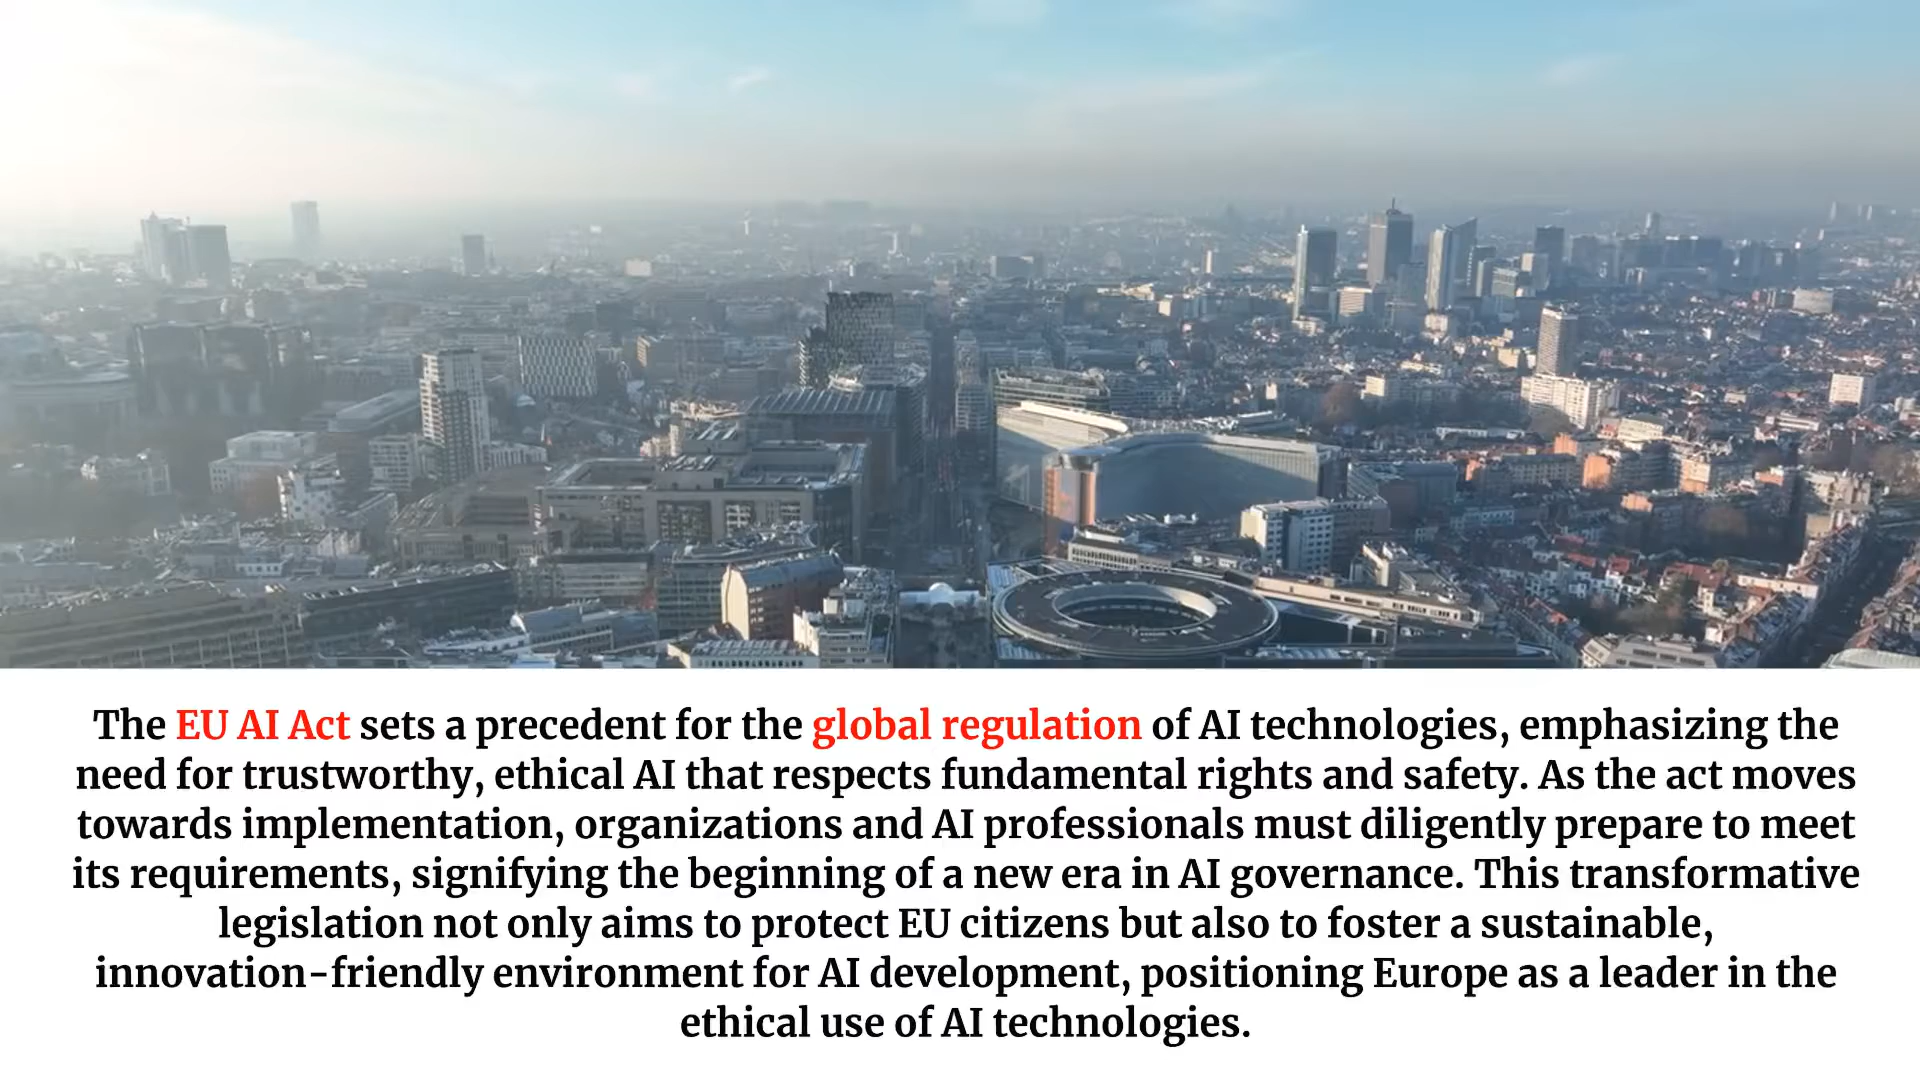 The EU AI Act sets a precedent for the global regulation of AI technologies, emphasizing the
need for trustworthy, ethical AI that respects fundamental rights and safety. As the act moves
towards implementation, organizations and AI professionals must diligently prepare to meet
its requirements, signifying the beginning of a new era in AI governance. This transformative
legislation not only aims to protect EU citizens but also to foster a sustainable,
innovation-friendly environment for AI development, positioning Europe as a leader in the
ethical use of AI technologies.